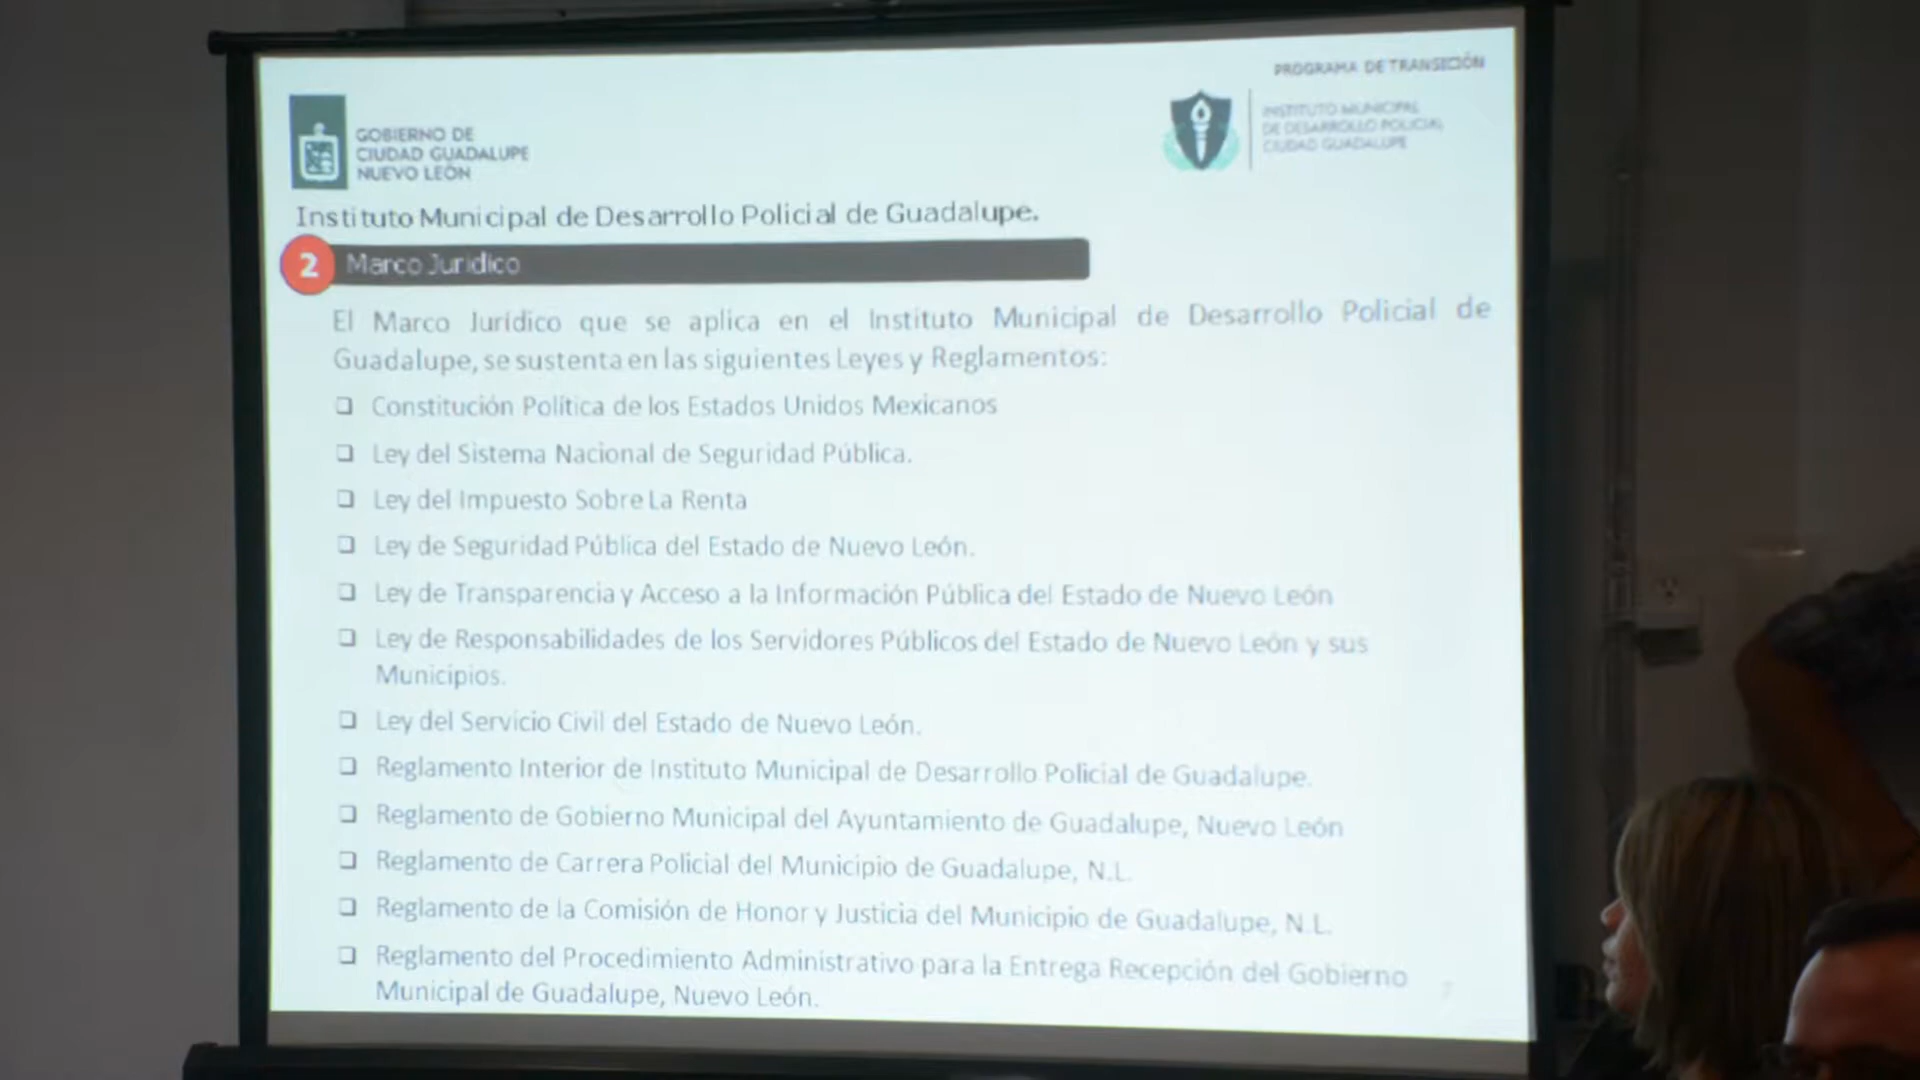 PROGRAMA DE TRANSICIÓN
GOBIERNO DE
CIUDAD GUADALUPE
NUEVO LEÓN
INSTITUTO MUNICIPAL
DE DESARROLLO POLICIAL
CIUDAD GUADALUPE
Instituto Municipal de Desarrollo Policial de Guadalupe.
2 Marco Jurídico
El Marco Jurídico que se aplica en el Instituto Municipal de Desarrollo Policial de
Guadalupe, se sustenta en las siguientes Leyes y Reglamentos:
❑ Constitución Política de los Estados Unidos Mexicanos
❑ Ley del Sistema Nacional de Seguridad Pública.
❑ Ley del Impuesto Sobre La Renta
❑ Ley de Seguridad Pública del Estado de Nuevo León.
❑ Ley de Transparencia y Acceso a la Información Pública del Estado de Nuevo León
❑ Ley de Responsabilidades de los Servidores Públicos del Estado de Nuevo León y sus
Municipios.
❑ Ley del Servicio Civil del Estado de Nuevo León.
❑ Reglamento Interior de Instituto Municipal de Desarrollo Policial de Guadalupe.
❑ Reglamento de Gobierno Municipal del Ayuntamiento de Guadalupe, Nuevo León
❑ Reglamento de Carrera Policial del Municipio de Guadalupe, N.L.
❑ Reglamento de la Comisión de Honor y Justicia del Municipio de Guadalupe, N.L.
❑ Reglamento del Procedimiento Administrativo para la Entrega Recepción del Gobierno
Municipal de Guadalupe, Nuevo León.
7